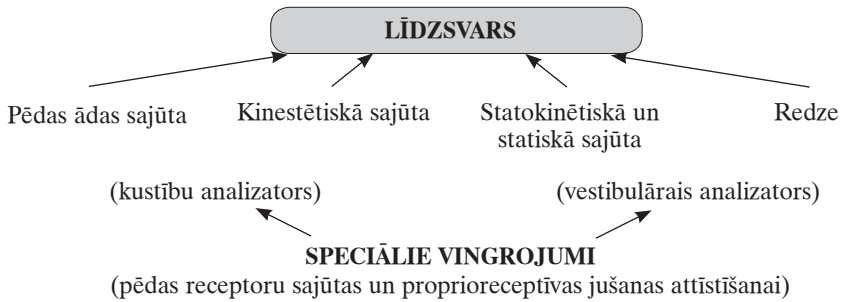 LĪDZSVARS
Pēdas ādas sajūta
Kinestētiskā sajūta
Statokinētiskā un
statiskā sajūta
Redze
(kustību analizators)
(vestibulārais analizators)
SPECIĀLIE VINGROJUMI
(pēdas receptoru sajūtas un proprioreceptīvas jušanas attīstīšanai)